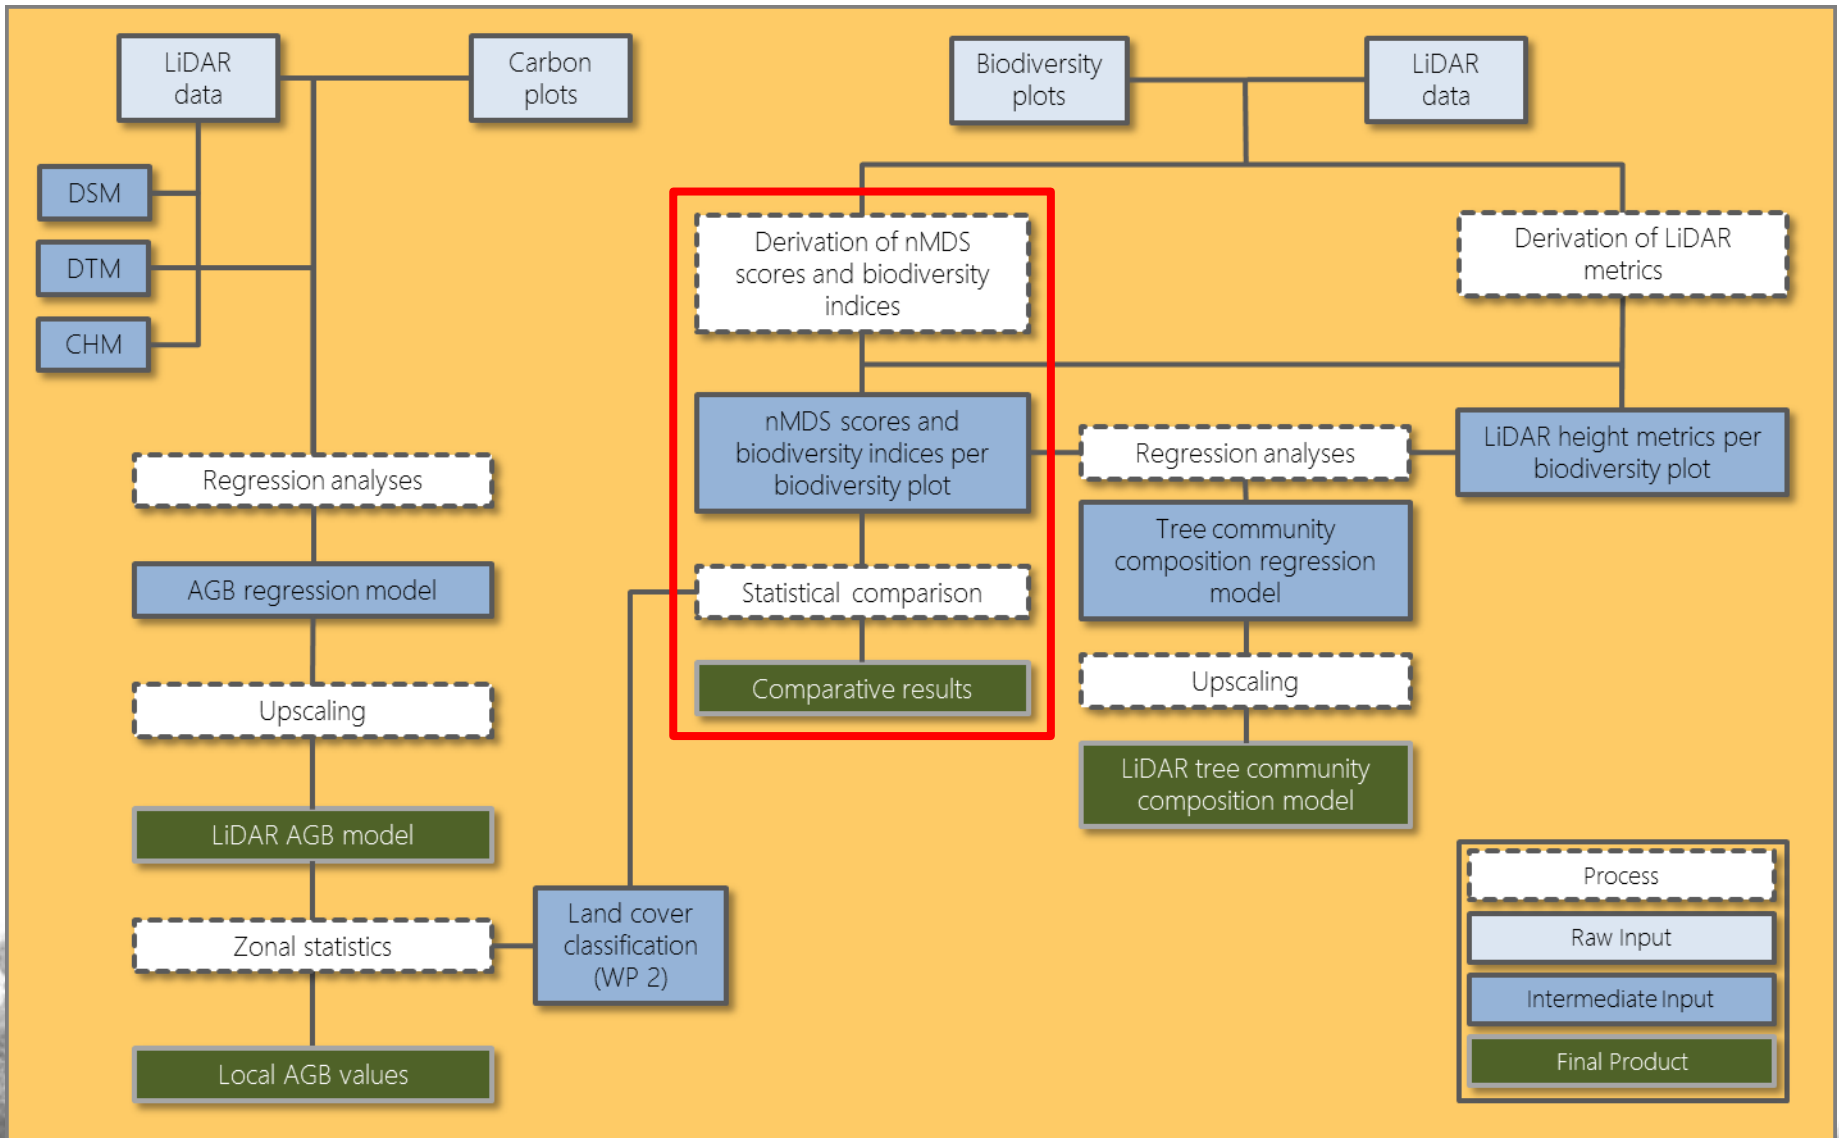 LiDAR
data
Carbon
plots
DSM
DTM
CHM
Regression analyses
AGB regression model
Upscaling
LiDAR AGB model
Zonal statistics
Local AGB values
Land cover
classification
(WP 2)
Biodiversity
plots
LiDAR
data
Derivation of nMDS
scores and biodiversity
indices
Derivation of LiDAR
metrics
nMDS scores and
biodiversity indices per
biodiversity plot
Regression analyses
LiDAR height metrics per
biodiversity plot
Statistical comparison
Comparative results
Tree community
composition regression
model
Upscaling
LiDAR tree community
composition model
Process
Raw Input
Intermediate Input
Final Product